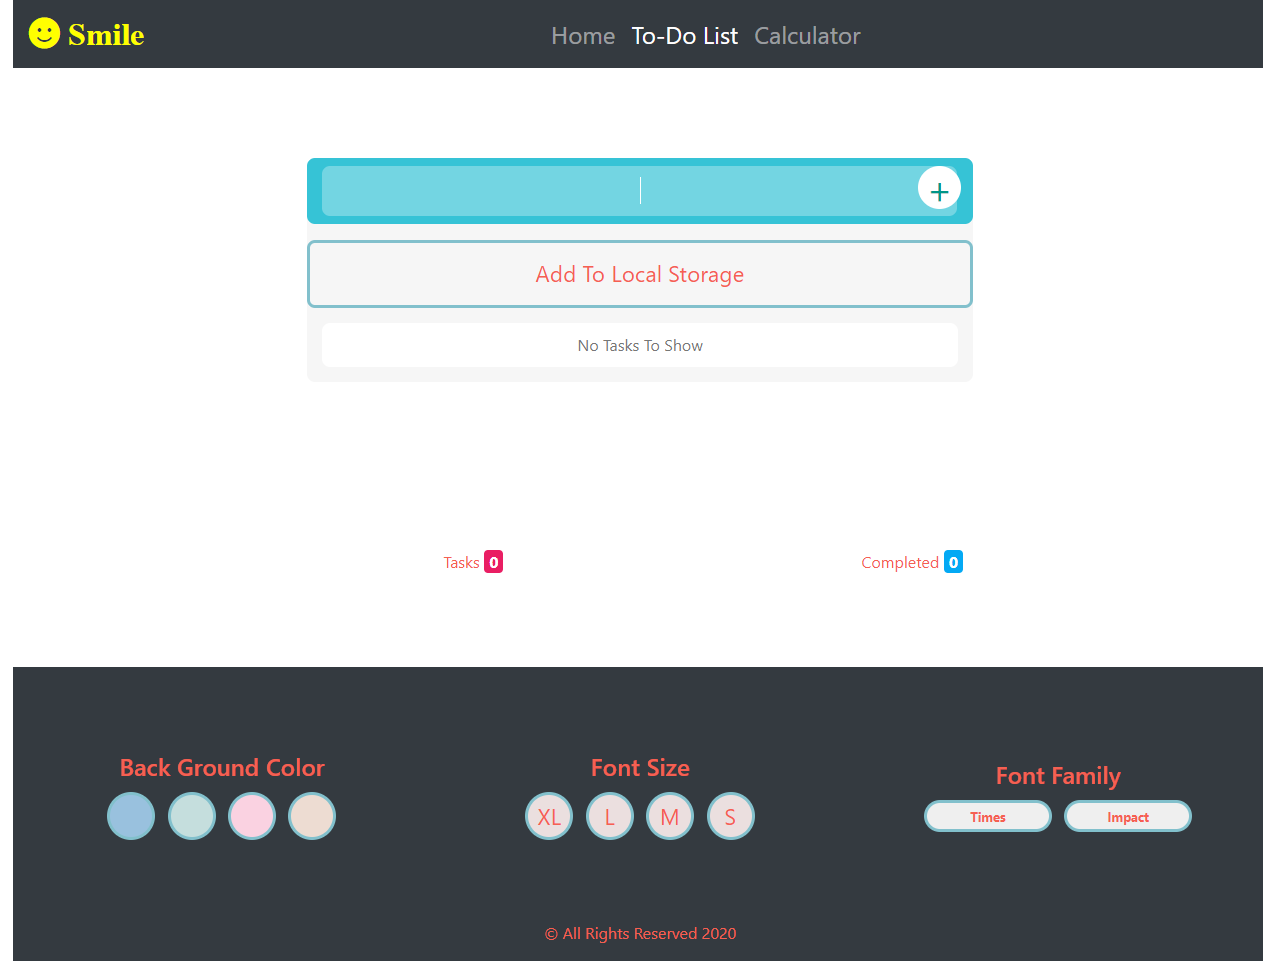 Smile
Home To-Do List Calculator
+
Add To Local Storage
No Tasks To Show
Tasks 0
Completed 0
Back Ground Color
Font Size
XL L M S
Font Family
Times Impact
© All Rights Reserved 2020